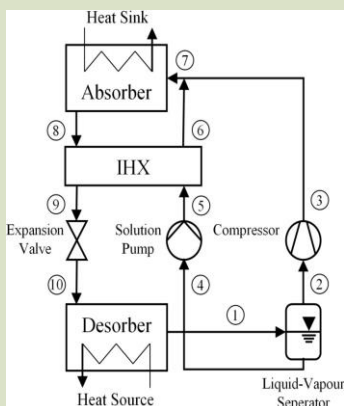 Heat Sink
7
Absorber
8
6
IHX
9
5
3
Expansion
Valve
Solution
Pump
Compressor
10
4
2
1
Desorber
Heat Source
Liquid-Vapour
Seperator